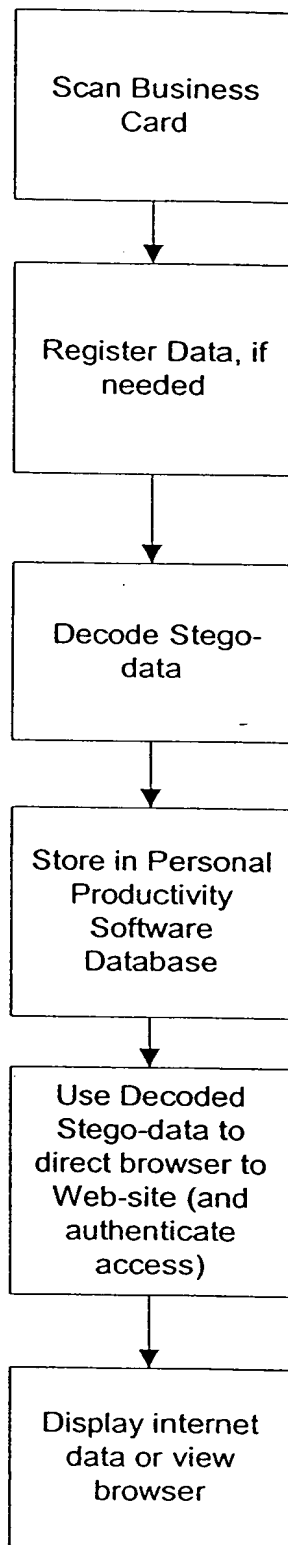 Scan Business
Card
Register Data, if
needed
Decode Stego-
data
Store in Personal
Productivity
Software
Database
Use Decoded
Stego-data to
direct browser to
Web-site (and
authenticate
access)
Display internet
data or view
browser